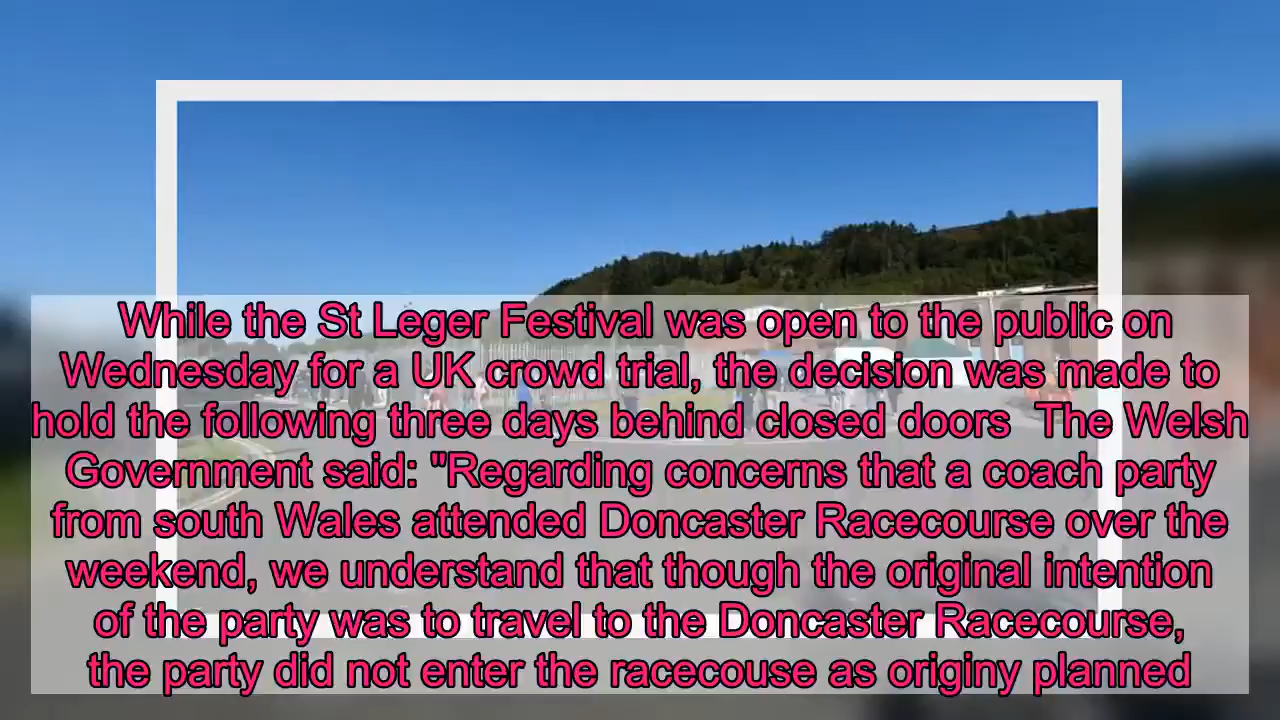 While the St Leger Festival was open to the public on
Wednesday for a UK crowd trial, the decision was made to
hold the following three days behind closed doors  The Welsh
Government said: "Regarding concerns that a coach party
from south Wales attended Doncaster Racecourse over the
weekend, we understand that though the original intention
of the party was to travel to the Doncaster Racecourse,
the party did not enter the racecouse as originy planned